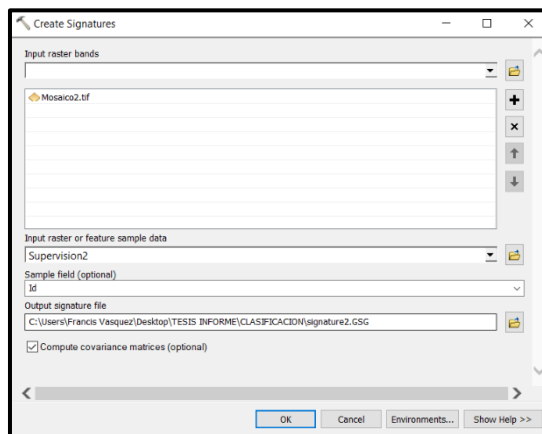 Create Signatures
Input raster bands
Mosaico2.tif
Input raster or feature sample data
Supervision2
Sample field (optional)
Id
Output signature file
C:\Users\Francis Vasquez\Desktop\TESIS INFORME\CLASIFICACION\signature2.GSG
Compute covariance matrices (optional)
OK Cancel Environments... Show Help >>